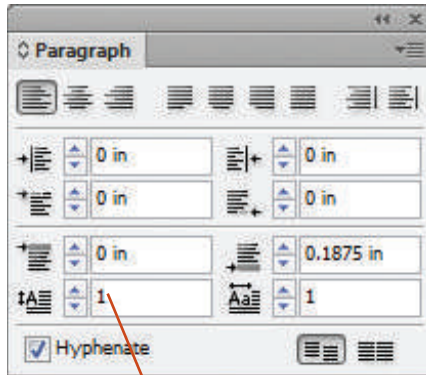 Paragraph
0 in 0 in
0 in 0 in
0 in 0.1875 in
1 1
Hyphenate